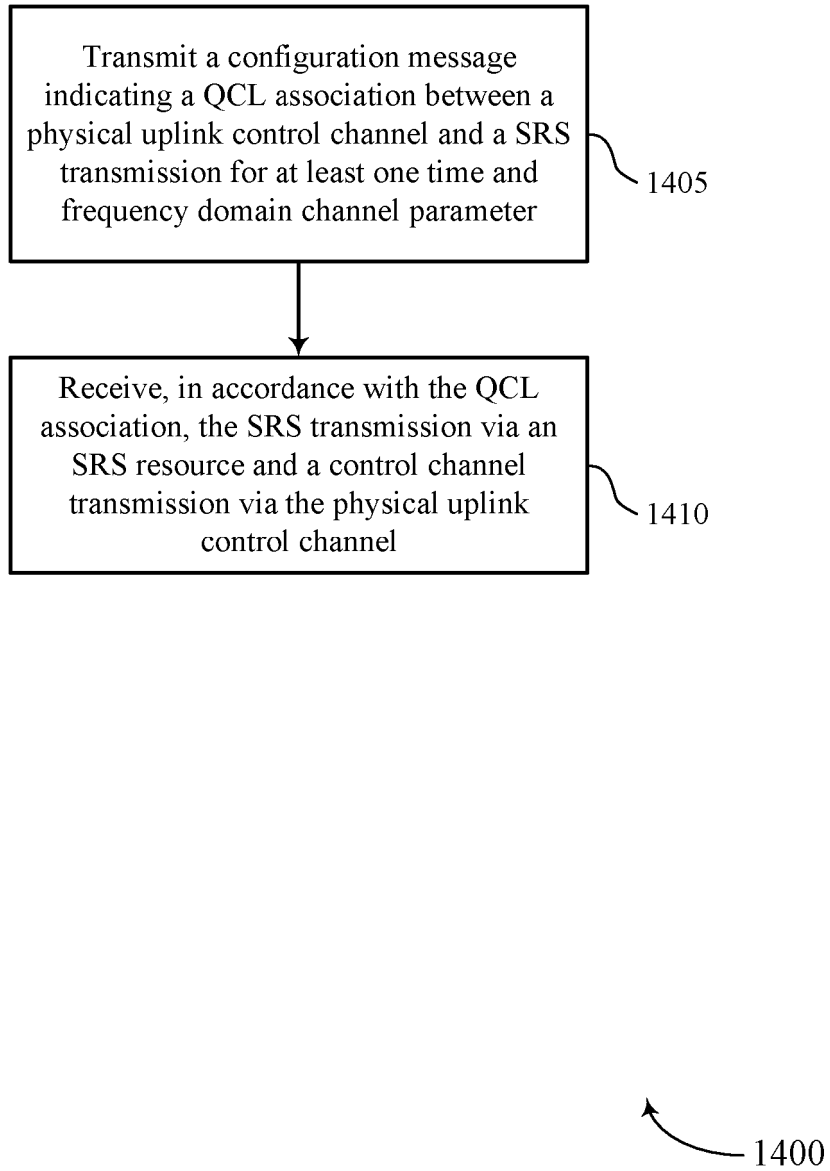 Transmit a configuration message
indicating a QCL association between a
physical uplink control channel and a SRS
transmission for at least one time and
frequency domain channel parameter
1405
Receive, in accordance with the QCL
association, the SRS transmission via an
SRS resource and a control channel
transmission via the physical uplink
control channel
1410
1400